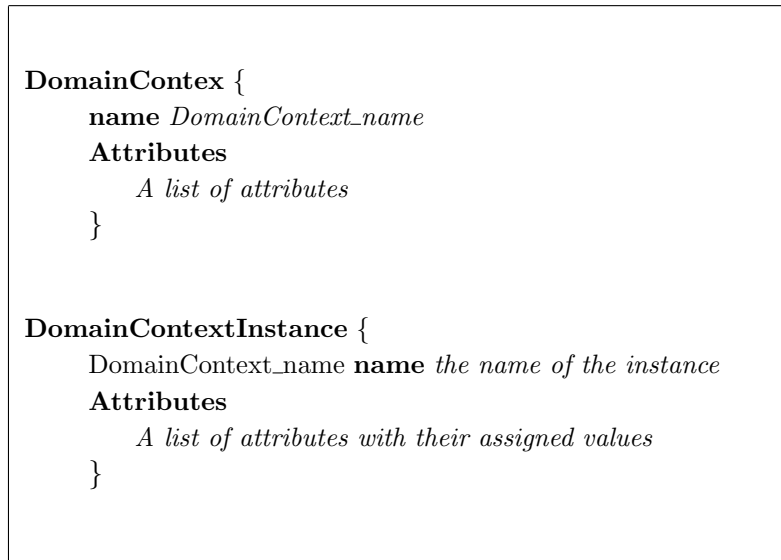 DomainContex {
name DomainContext_name
Attributes
A list of attributes
}
DomainContextInstance {
DomainContext_name name the name of the instance
Attributes
A list of attributes with their assigned values
}